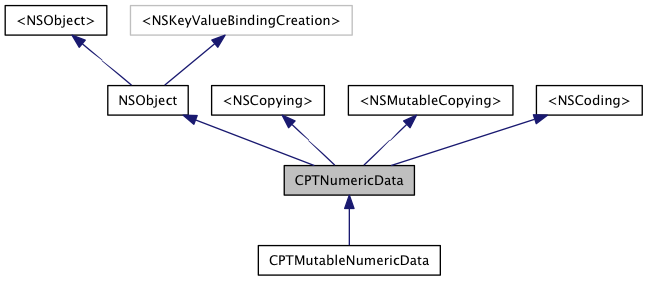 <NSObject>
<NSKeyValueBindingCreation>
NSObject
<NSCopying>
<NSMutableCopying>
<NSCoding>
CPTNumericData
CPTMutableNumericData